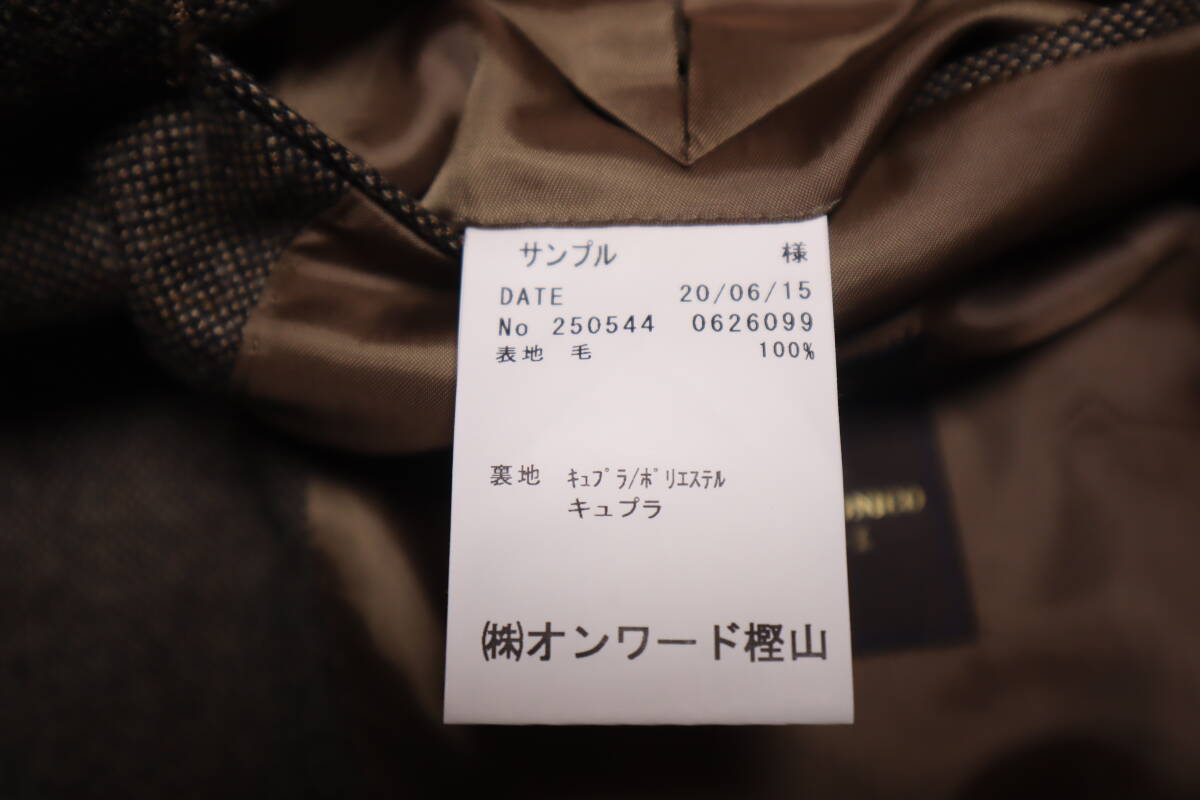 サンプル 様
DATE 20/06/15
No 250544 0626099
表地 毛 100%
裏地 ｷｭﾌﾟﾗ/ﾎﾟﾘｴｽﾃﾙ
キュプラ
㈱オンワード樫山